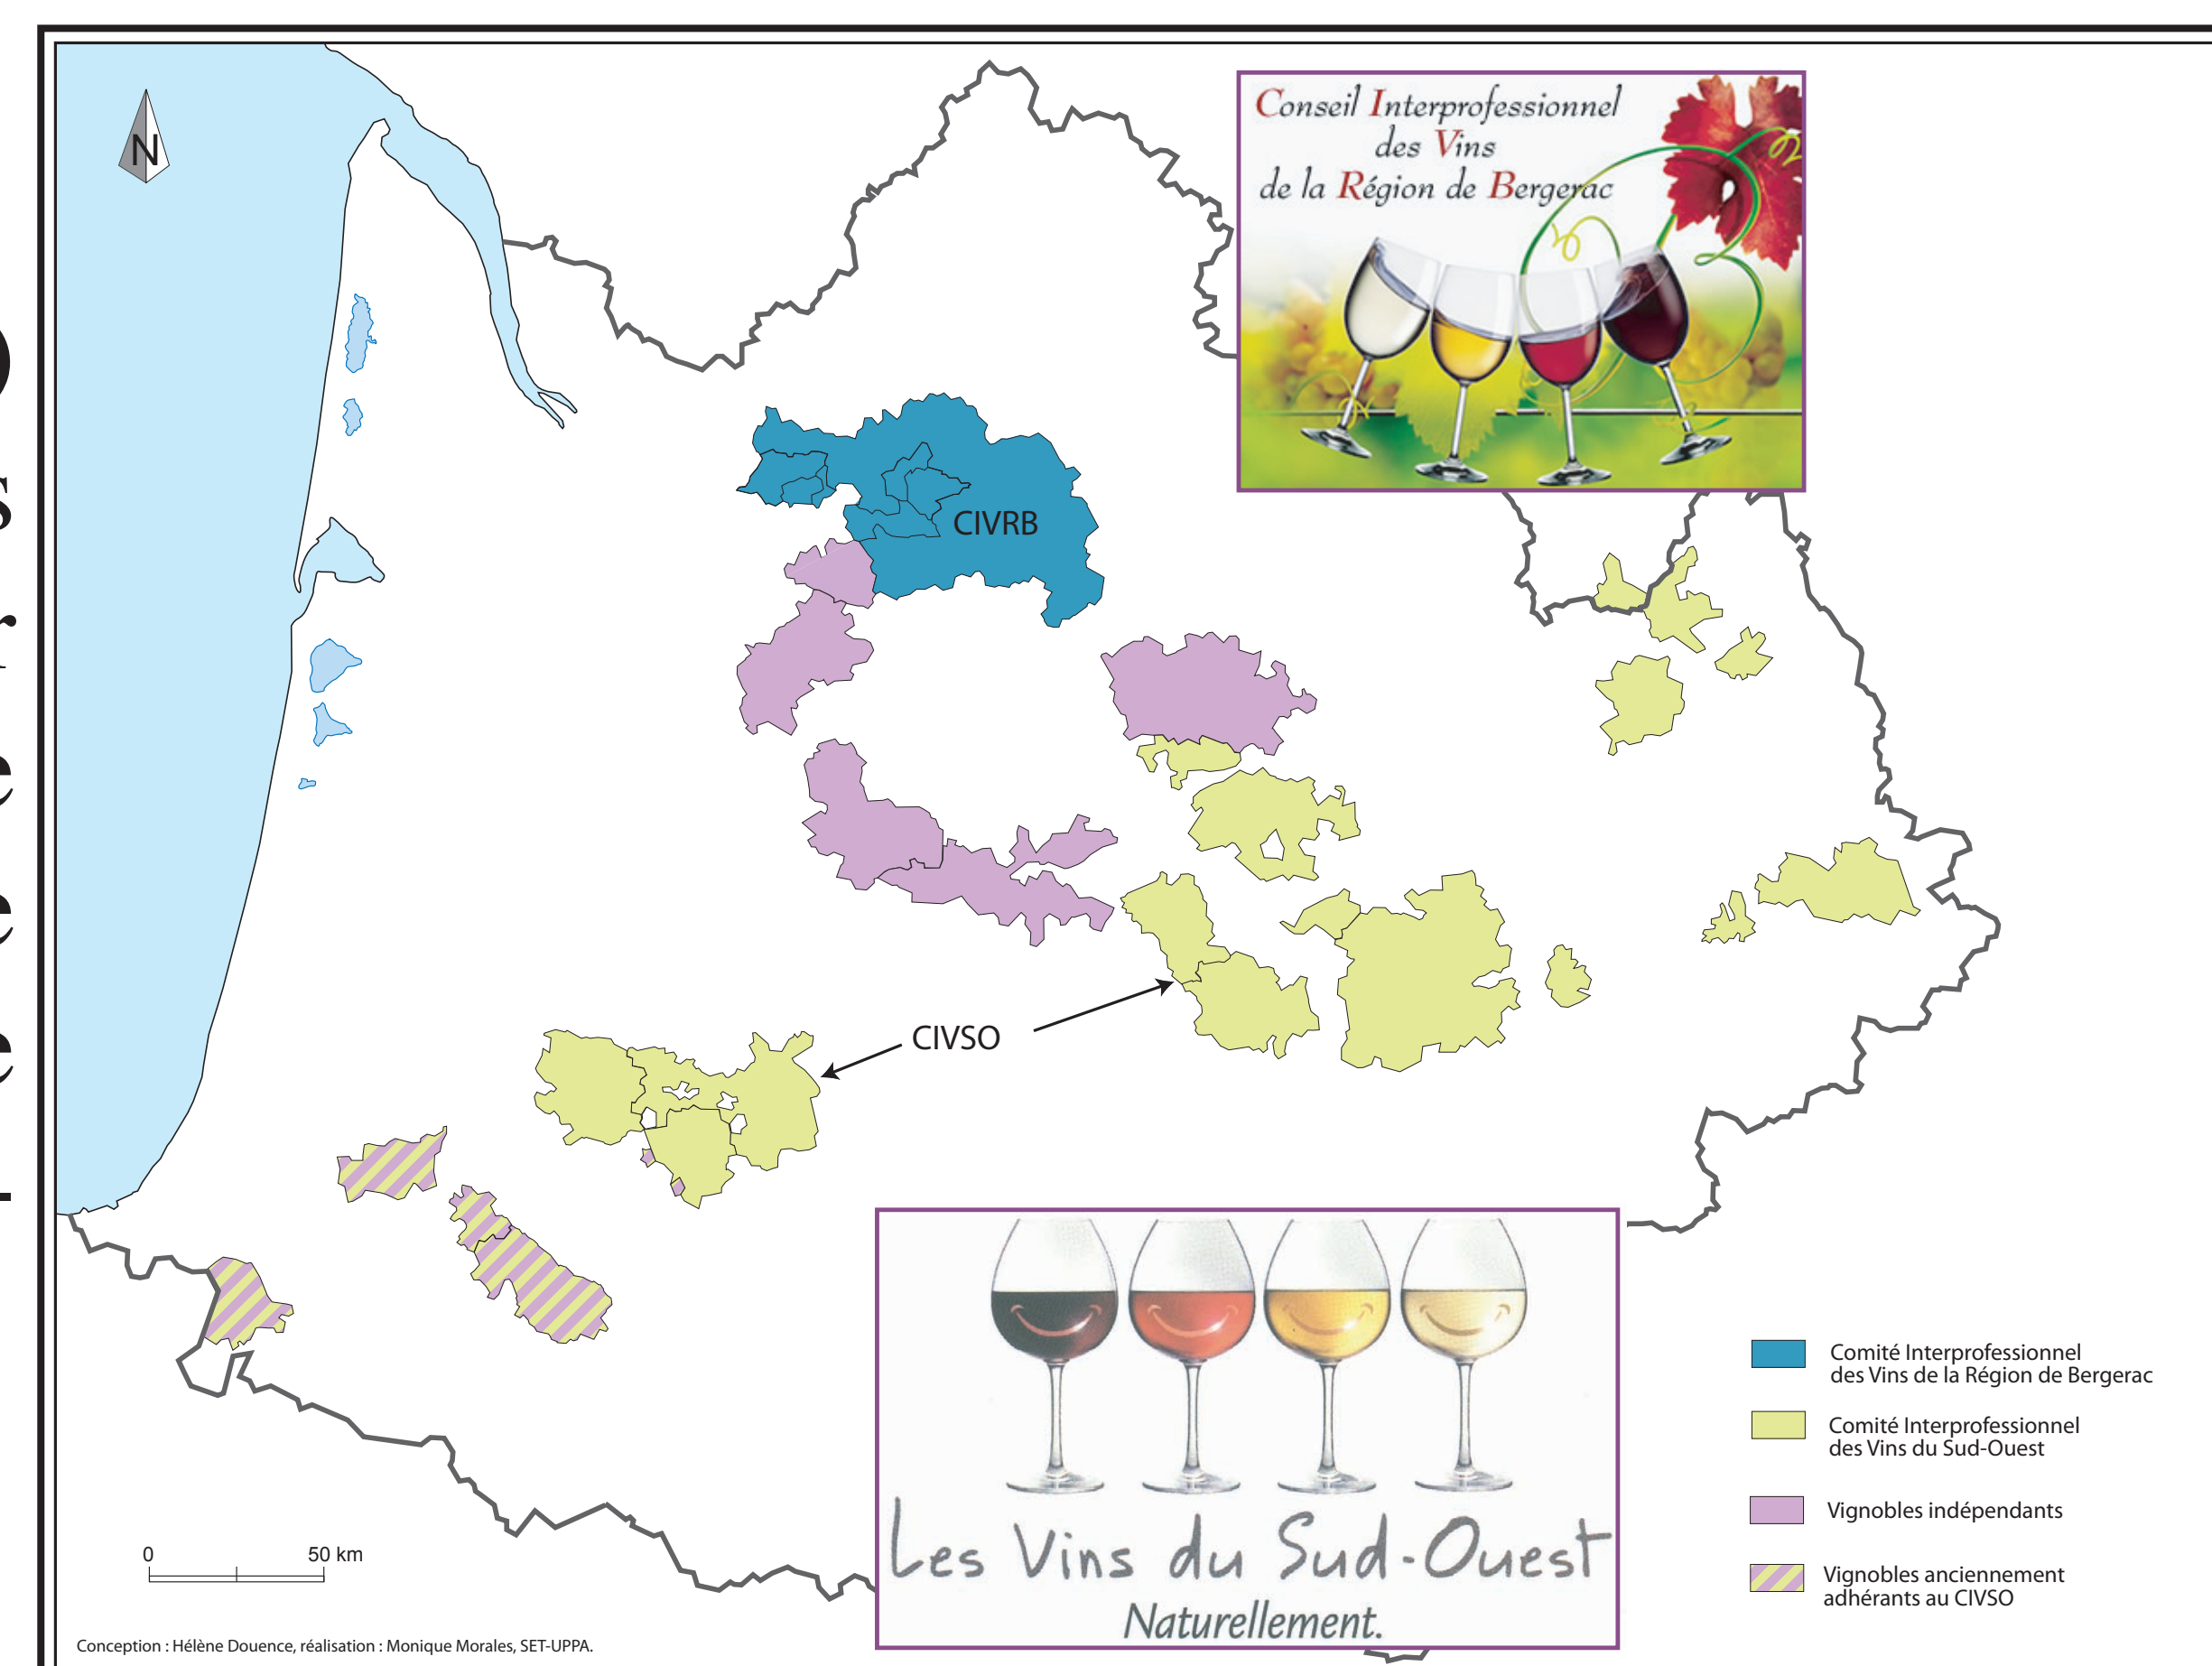 N
Conseil Interprofessionnel
des Vins
de la Région de Bergerac
CIVRB
CIVSO
Les Vins du Sud-Ouest
Naturellement.
Comité Interprofessionnel
des Vins de la Région de Bergerac
Comité Interprofessionnel
des Vins du Sud-Ouest
Vignobles indépendants
Vignobles anciennement
adhérants au CIVSO
0 50 km
Conception : Hélène Douence, réalisation : Monique Morales, SET-UPPA.